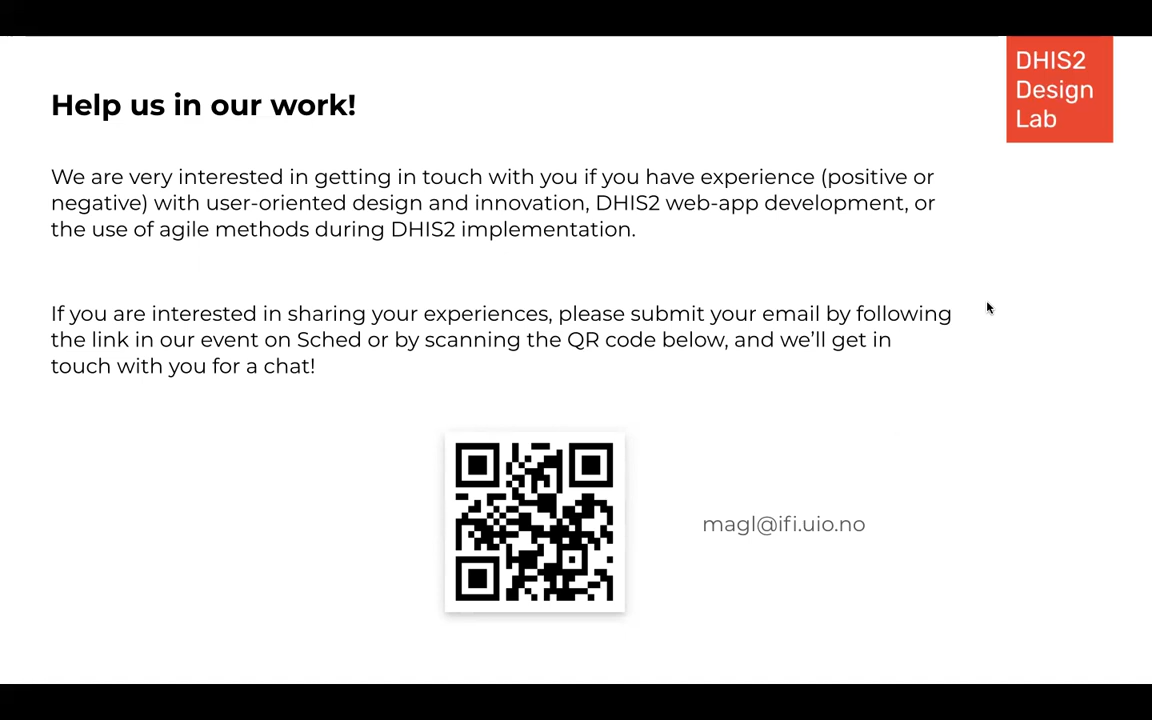 DHIS2
Design
Lab
Help us in our work!
We are very interested in getting in touch with you if you have experience (positive or
negative) with user-oriented design and innovation, DHIS2 web-app development, or
the use of agile methods during DHIS2 implementation.
If you are interested in sharing your experiences, please submit your email by following
the link in our event on Sched or by scanning the QR code below, and we’ll get in
touch with you for a chat!
magl@ifi.uio.no